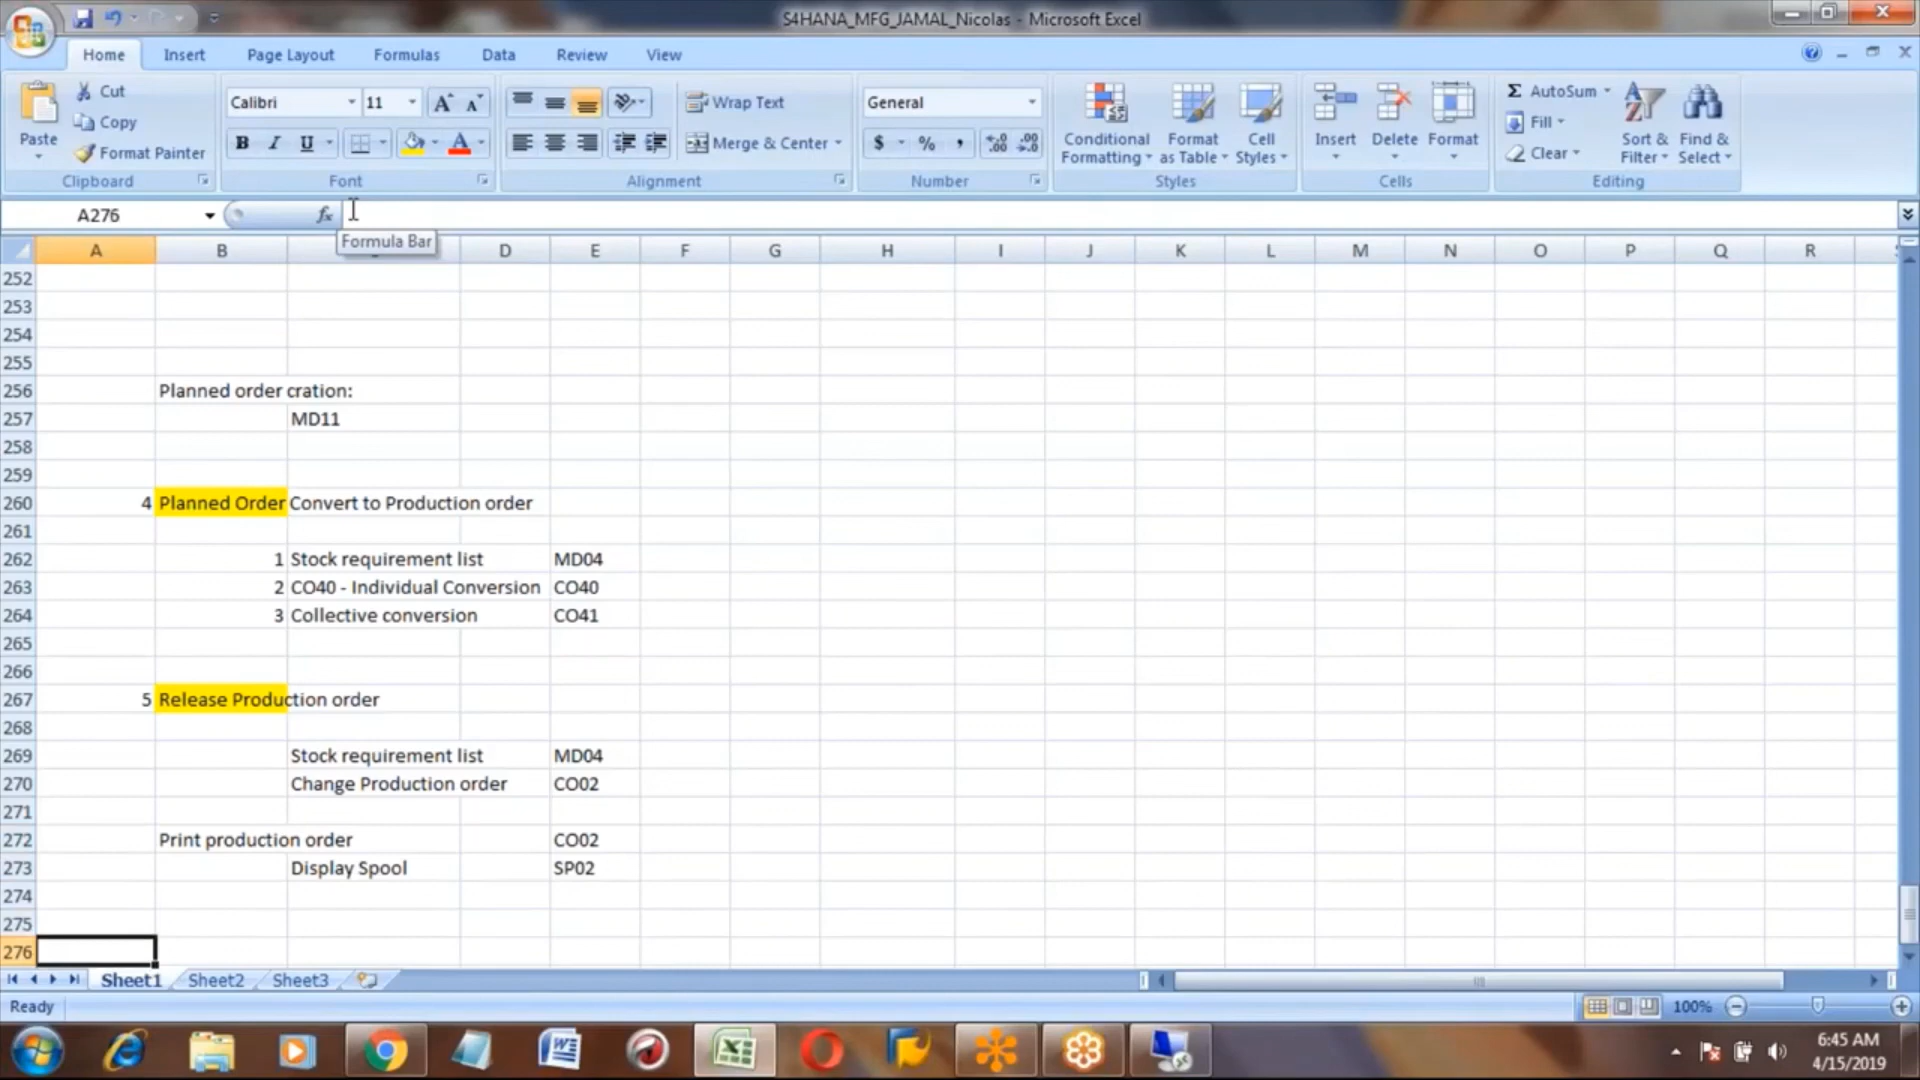 S4HANA_MFG_JAMAL_Nicolas - Microsoft Excel
Home Insert Page Layout Formulas Data Review View
Paste
Cut
Copy
Format Painter
Clipboard
Calibri 11
B I U
Font
Wrap Text
Merge & Center
Alignment
General
$ % ,
Number
Conditional Formatting
Format as Table
Cell Styles
Styles
Insert Delete Format
Cells
AutoSum
Fill
Clear
Sort & Filter
Find & Select
Editing
A276 fx
Formula Bar
A B D E F G H I J K L M N O P Q R
252
253
254
255
256 Planned order cration:
257 MD11
258
259
260 4 Planned Order Convert to Production order
261
262 1 Stock requirement list MD04
263 2 CO40 - Individual Conversion CO40
264 3 Collective conversion CO41
265
266
267 5 Release Production order
268
269 Stock requirement list MD04
270 Change Production order CO02
271
272 Print production order CO02
273 Display Spool SP02
274
275
276
Sheet1 Sheet2 Sheet3
Ready 100%
6:45 AM
4/15/2019